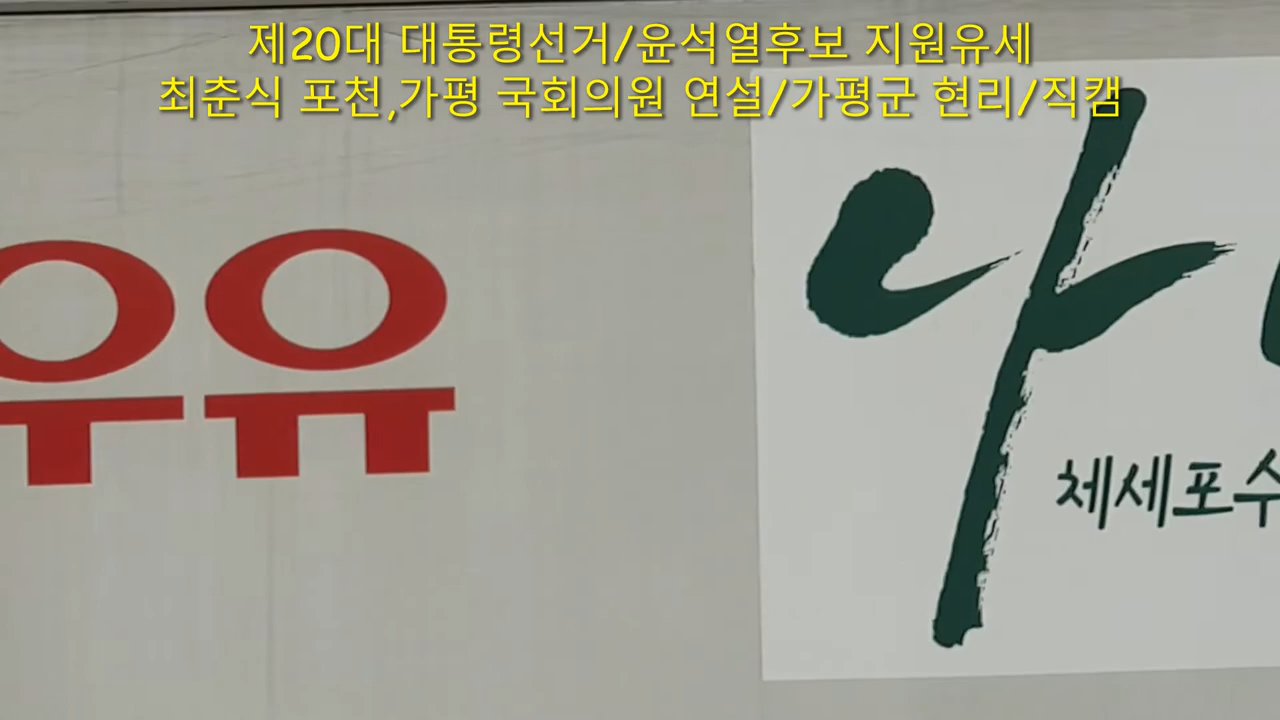 제20대 대통령선거/윤석열후보 지원유세
최춘식 포천,가평 국회의원 연설/가평군 현리/직캠
우유
나
체세포수